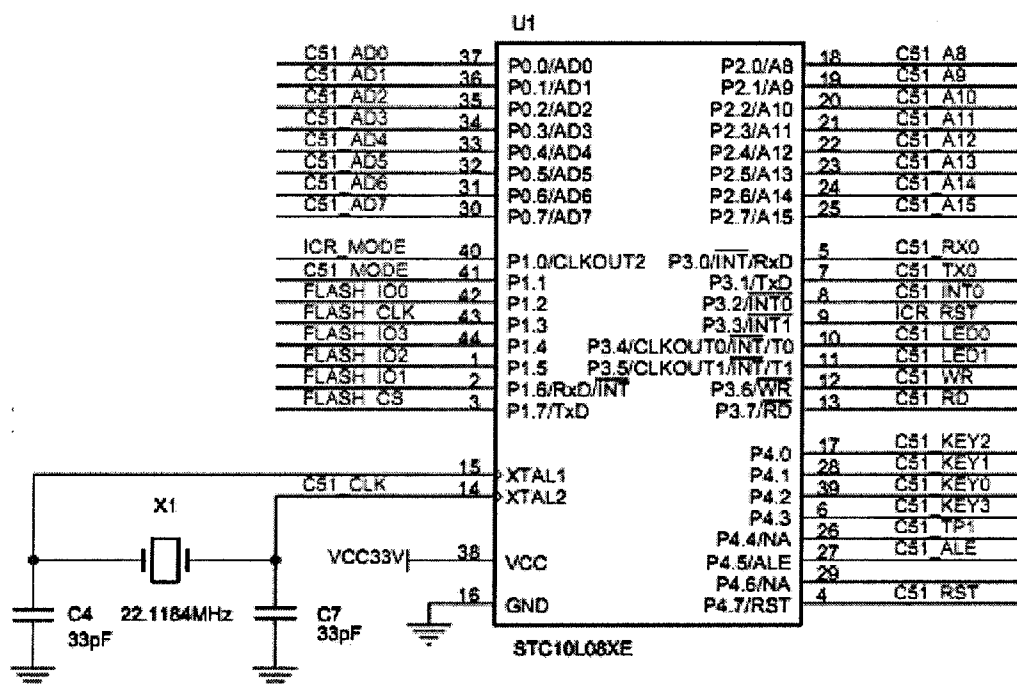 U1
C51_AD0 37 P0.0/AD0 P2.0/A8 18 C51_A8
C51_AD1 36 P0.1/AD1 P2.1/A9 19 C51_A9
C51_AD2 35 P0.2/AD2 P2.2/A10 20 C51_A10
C51_AD3 34 P0.3/AD3 P2.3/A11 21 C51_A11
C51_AD4 33 P0.4/AD4 P2.4/A12 22 C51_A12
C51_AD5 32 P0.5/AD5 P2.5/A13 23 C51_A13
C51_AD6 31 P0.6/AD6 P2.6/A14 24 C51_A14
C51_AD7 30 P0.7/AD7 P2.7/A15 25 C51_A15
ICR_MODE 40 P1.0/CLKOUT2 P3.0/INT/RxD 5 C51_RX0
C51_MODE 41 P1.1 P3.1/TxD 7 C51_TX0
FLASH_IO0 42 P1.2 P3.2/INT0 8 C51_INT0
FLASH_CLK 43 P1.3 P3.3/INT1 9 ICR_RST
FLASH_IO3 44 P1.4 P3.4/CLKOUT0/INT/T0 10 C51_LED0
FLASH_IO2 1 P1.5 P3.5/CLKOUT1/INT/T1 11 C51_LED1
FLASH_IO1 2 P1.6/RxD/INT P3.6/WR 12 C51_WR
FLASH_CS 3 P1.7/TxD P3.7/RD 13 C51_RD
P4.0 17 C51_KEY2
15 XTAL1 P4.1 28 C51_KEY1
C51_CLK 14 XTAL2 P4.2 39 C51_KEY0
X1 P4.3 6 C51_KEY3
P4.4/NA 26 C51_TP1
VCC33V 38 VCC P4.5/ALE 27 C51_ALE
P4.6/NA 29
16 GND P4.7/RST 4 C51_RST
C4 22.1184MHz C7
33pF 33pF
STC10L08XE